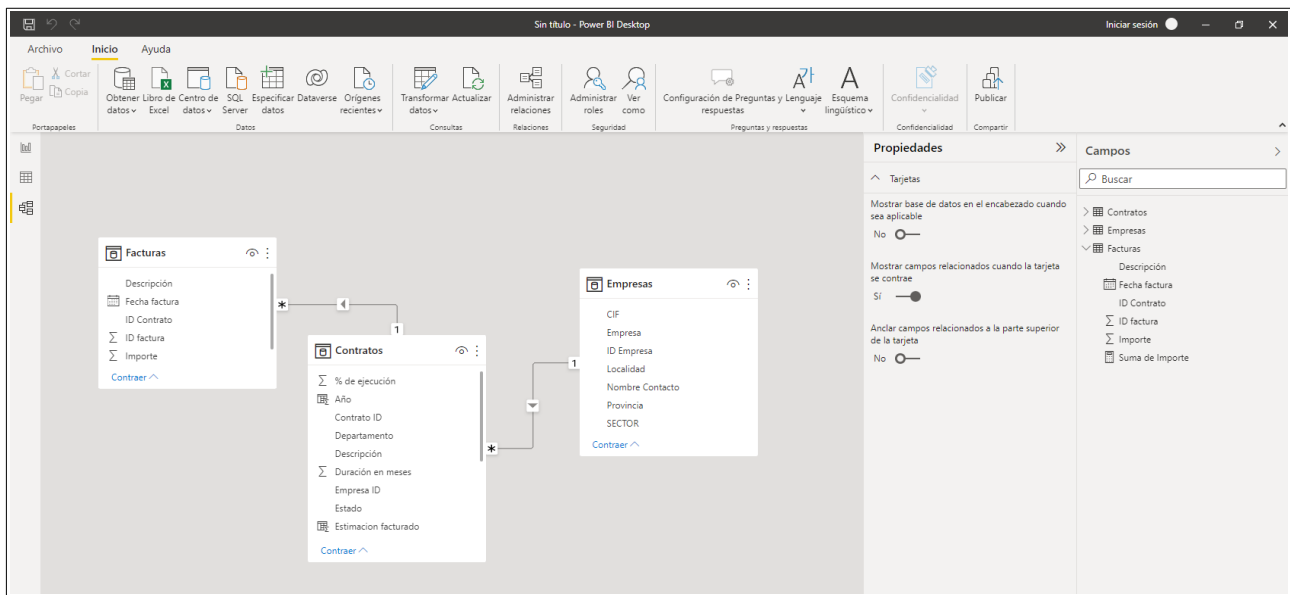 Sin título - Power BI Desktop
Iniciar sesión
Archivo Inicio Ayuda
Pegar
Cortar
Copia
Portapapeles
Obtener datos
Libro de Excel
Centro de datos
SQL Server
Especificar datos
Dataverse
Orígenes recientes
Datos
Transformar datos
Actualizar
Consultas
Administrar relaciones
Relaciones
Administrar roles
Ver como
Seguridad
Configuración de Preguntas y respuestas
Lenguaje
Esquema lingüístico
Preguntas y respuestas
Confidencialidad
Confidencialidad
Publicar
Compartir
Facturas
Descripción
Fecha factura
ID Contrato
ID factura
Importe
Contraer
*
1
Contratos
% de ejecución
Año
Contrato ID
Departamento
Descripción
Duración en meses
Empresa ID
Estado
Estimacion facturado
Contraer
*
1
Empresas
CIF
Empresa
ID Empresa
Localidad
Nombre Contacto
Provincia
SECTOR
Contraer
Propiedades
Tarjetas
Mostrar base de datos en el encabezado cuando
sea aplicable
No
Mostrar campos relacionados cuando la tarjeta
se contrae
Sí
Anclar campos relacionados a la parte superior
de la tarjeta
No
Campos
Buscar
Contratos
Empresas
Facturas
Descripción
Fecha factura
ID Contrato
ID factura
Importe
Suma de Importe